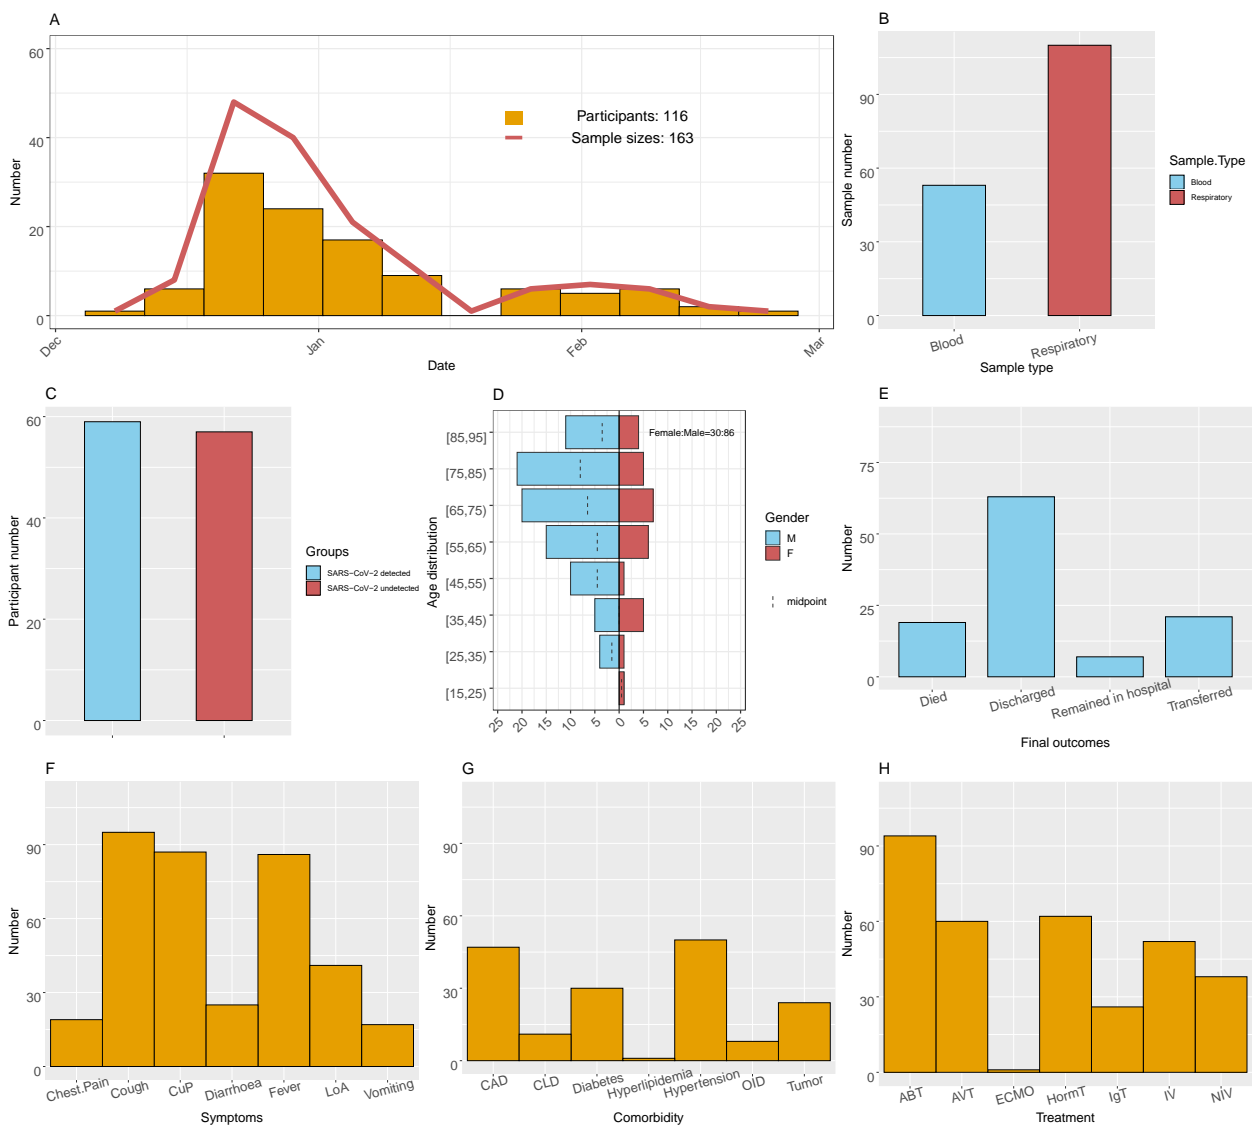 A
60
40
20
0
Number
Participants: 116
Sample sizes: 163
Dec
Jan
Feb
Mar
Date
B
90
60
30
0
Sample number
Blood
Respiratory
Sample type
Sample.Type
Blood
Respiratory
C
60
40
20
0
Participant number
Groups
SARS−CoV−2 detected
SARS−CoV−2 undetected
D
[85,95]
[75,85)
[65,75)
[55,65)
[45,55)
[35,45)
[25,35)
[15,25)
Age distribution
Female:Male=30:86
25 20 15 10 5 0 5 10 15 20 25
Gender
M
F
midpoint
E
75
50
25
0
Number
Died
Discharged
Remained in hospital
Transferred
Final outcomes
F
90
60
30
0
Number
Chest.Pain
Cough
CuP
Diarrhoea
Fever
LoA
Vomiting
Symptoms
G
90
60
30
0
Number
CAD
CLD
Diabetes
Hyperlipidemia
Hypertension
OID
Tumor
Comorbidity
H
90
60
30
0
Number
ABT
AVT
ECMO
HormT
IgT
IV
NIV
Treatment